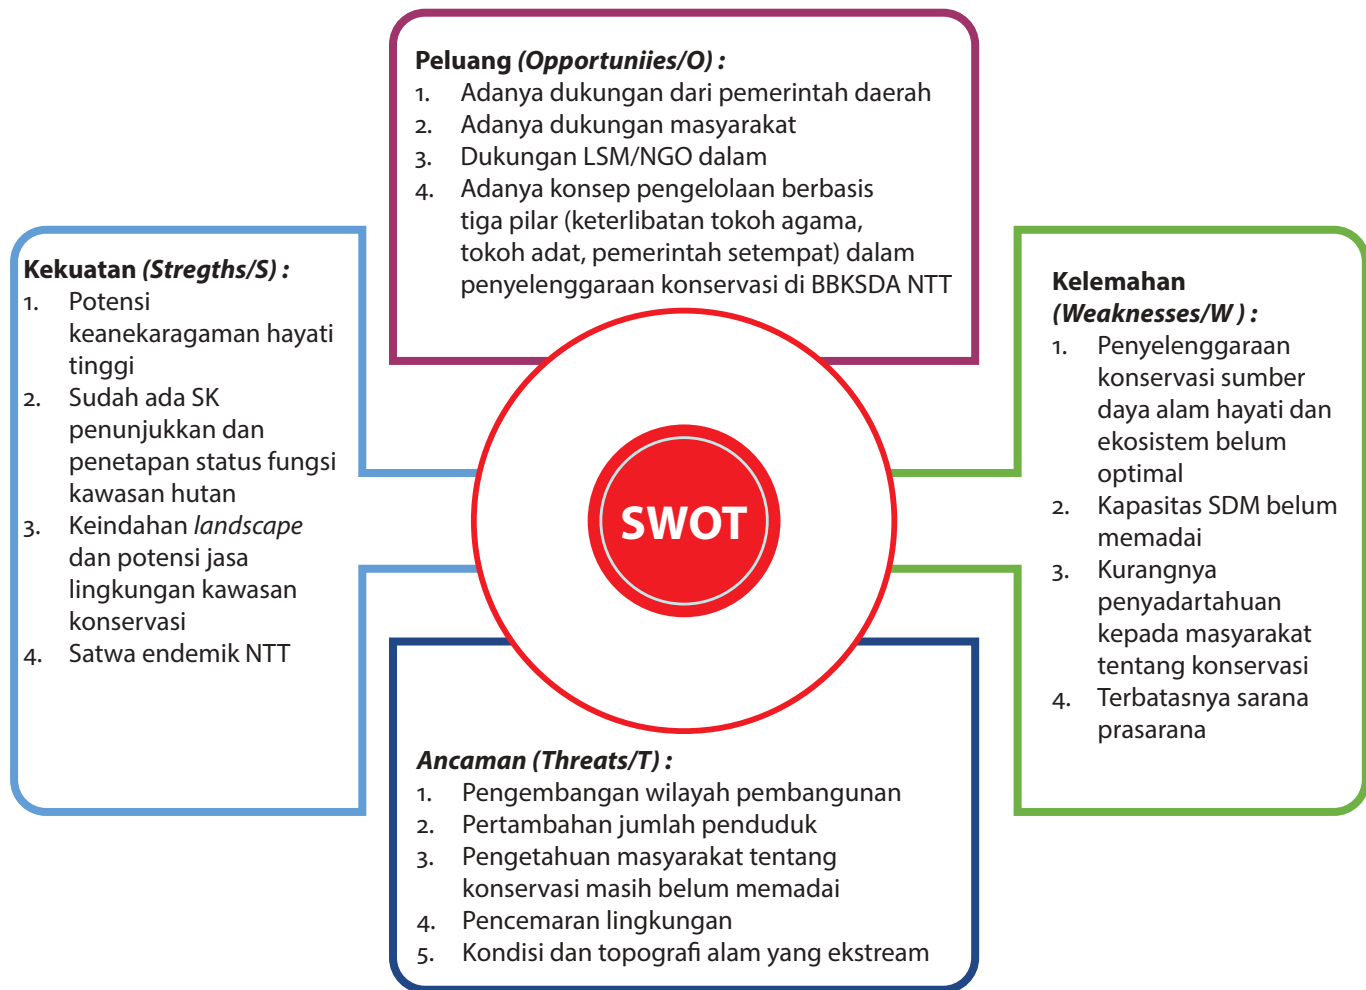 Peluang (Opportuniies/O) :
1. Adanya dukungan dari pemerintah daerah
2. Adanya dukungan masyarakat
3. Dukungan LSM/NGO dalam
4. Adanya konsep pengelolaan berbasis
tiga pilar (keterlibatan tokoh agama,
tokoh adat, pemerintah setempat) dalam
penyelenggaraan konservasi di BBKSDA NTT
Kekuatan (Stregths/S) :
1. Potensi
keanekaragaman hayati
tinggi
2. Sudah ada SK
penunjukkan dan
penetapan status fungsi
kawasan hutan
3. Keindahan landscape
dan potensi jasa
lingkungan kawasan
konservasi
4. Satwa endemik NTT
SWOT
Kelemahan
(Weaknesses/W ) :
1. Penyelenggaraan
konservasi sumber
daya alam hayati dan
ekosistem belum
optimal
2. Kapasitas SDM belum
memadai
3. Kurangnya
penyadartahuan
kepada masyarakat
tentang konservasi
4. Terbatasnya sarana
prasarana
Ancaman (Threats/T) :
1. Pengembangan wilayah pembangunan
2. Pertambahan jumlah penduduk
3. Pengetahuan masyarakat tentang
konservasi masih belum memadai
4. Pencemaran lingkungan
5. Kondisi dan topografi alam yang ekstream